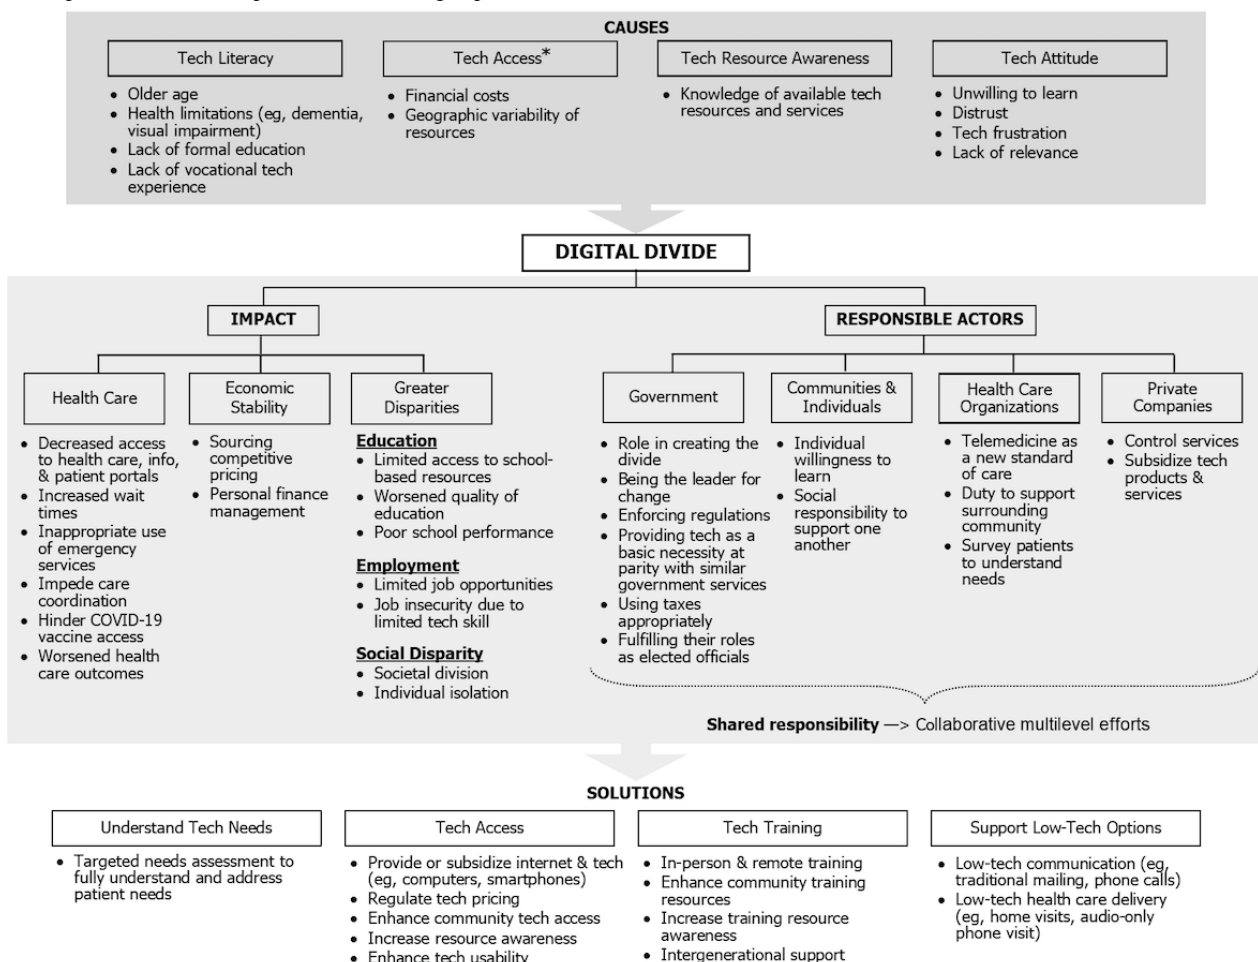 CAUSES
Tech Literacy
• Older age
• Health limitations (eg, dementia,
visual impairment)
• Lack of formal education
• Lack of vocational tech
experience
Tech Access*
• Financial costs
• Geographic variability of
resources
Tech Resource Awareness
• Knowledge of available tech
resources and services
Tech Attitude
• Unwilling to learn
• Distrust
• Tech frustration
• Lack of relevance
DIGITAL DIVIDE
IMPACT
Health Care
• Decreased access
to health care, info,
& patient portals
• Increased wait
times
• Inappropriate use
of emergency
services
• Impede care
coordination
• Hinder COVID-19
vaccine access
• Worsened health
care outcomes
Economic
Stability
• Sourcing
competitive
pricing
• Personal finance
management
Greater
Disparities
Education
• Limited access to school-
based resources
• Worsened quality of
education
• Poor school performance
Employment
• Limited job opportunities
• Job insecurity due to
limited tech skill
Social Disparity
• Societal division
• Individual isolation
RESPONSIBLE ACTORS
Government
• Role in creating the
divide
• Being the leader for
change
• Enforcing regulations
• Providing tech as a
basic necessity at
parity with similar
government services
• Using taxes
appropriately
• Fulfilling their roles
as elected officials
Communities &
Individuals
• Individual
willingness to
learn
• Social
responsibility to
support one
another
Health Care
Organizations
• Telemedicine as
a new standard
of care
• Duty to support
surrounding
community
• Survey patients
to understand
needs
Private
Companies
• Control services
• Subsidize tech
products &
services
Shared responsibility —> Collaborative multilevel efforts
SOLUTIONS
Understand Tech Needs
• Targeted needs assessment to
fully understand and address
patient needs
Tech Access
• Provide or subsidize internet & tech
(eg, computers, smartphones)
• Regulate tech pricing
• Enhance community tech access
• Increase resource awareness
• Enhance tech usability
Tech Training
• In-person & remote training
• Enhance community training
resources
• Increase training resource
awareness
• Intergenerational support
Support Low-Tech Options
• Low-tech communication (eg,
traditional mailing, phone calls)
• Low-tech health care delivery
(eg, home visits, audio-only
phone visit)